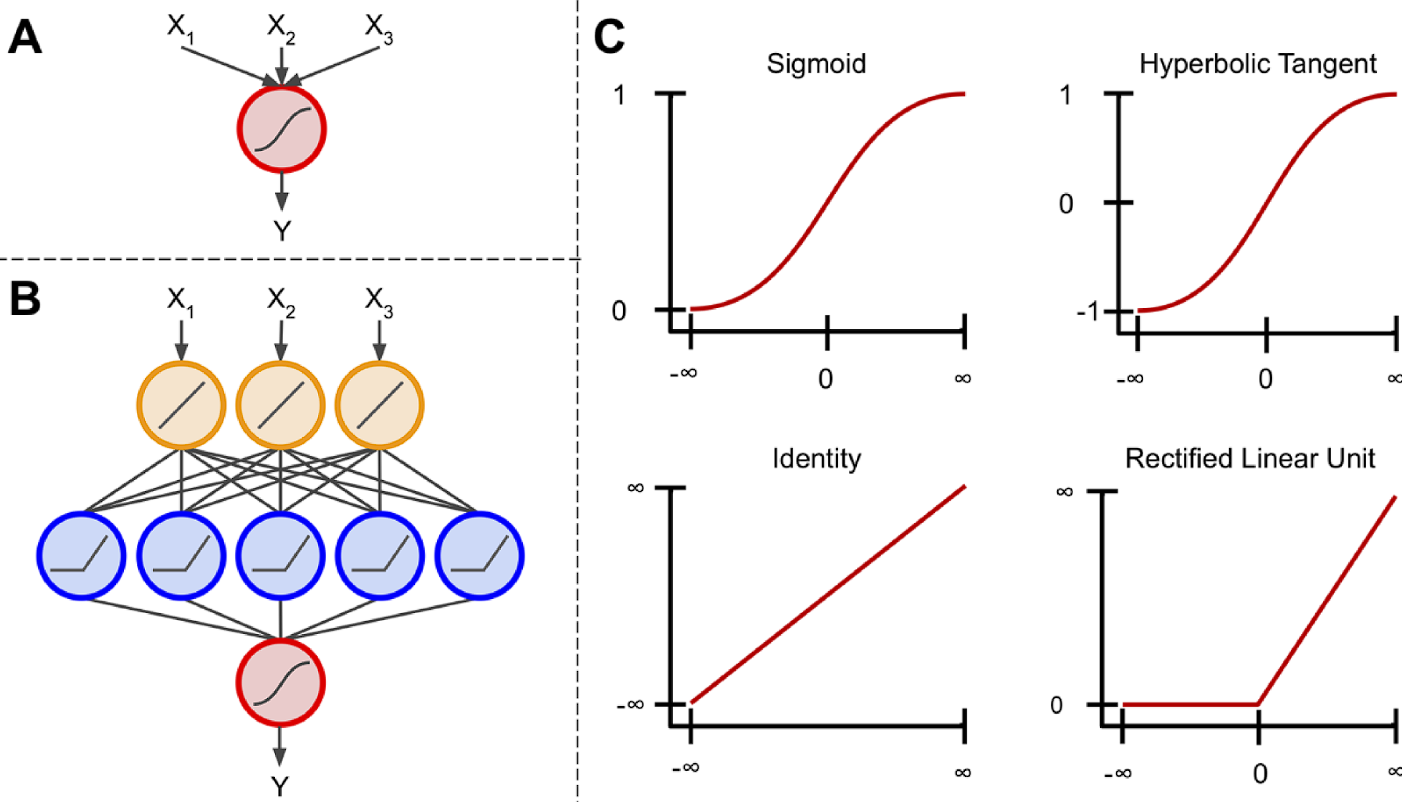 A
X1 X2 X3
Y
B
X1 X2 X3
Y
C
Sigmoid
1
0
-∞ 0 ∞
Hyperbolic Tangent
1
0
-1
-∞ 0 ∞
Identity
∞
-∞
-∞ ∞
Rectified Linear Unit
∞
0
-∞ 0 ∞